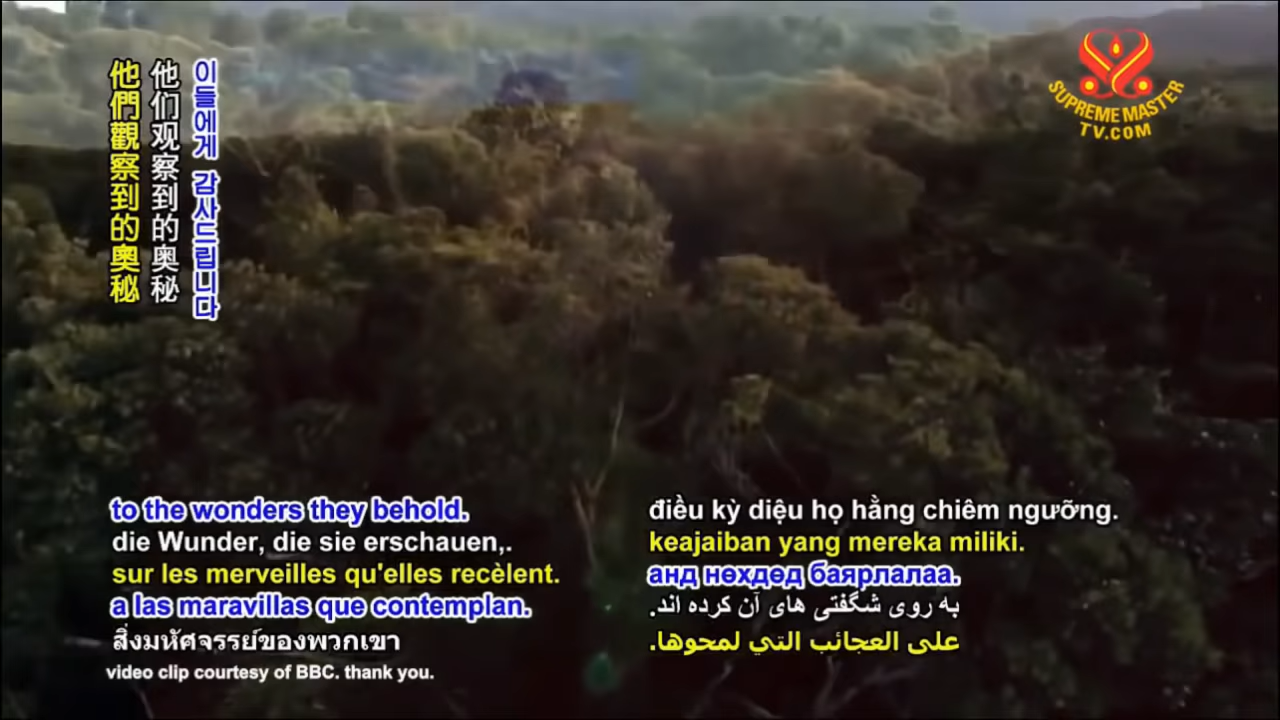 他們觀察到的奧秘
他们观察到的奥秘
이들에게 감사드립니다
SUPREME MASTER
TV.COM
to the wonders they behold.
die Wunder, die sie erschauen,.
sur les merveilles qu'elles recèlent.
a las maravillas que contemplan.
สิ่งมหัศจรรย์ของพวกเขา
video clip courtesy of BBC. thank you.
điều kỳ diệu họ hằng chiêm ngưỡng.
keajaiban yang mereka miliki.
анд нөхдөд баярлалаа.
به روی شگفتی های آن کرده اند.
على العجائب التي لمحوها.